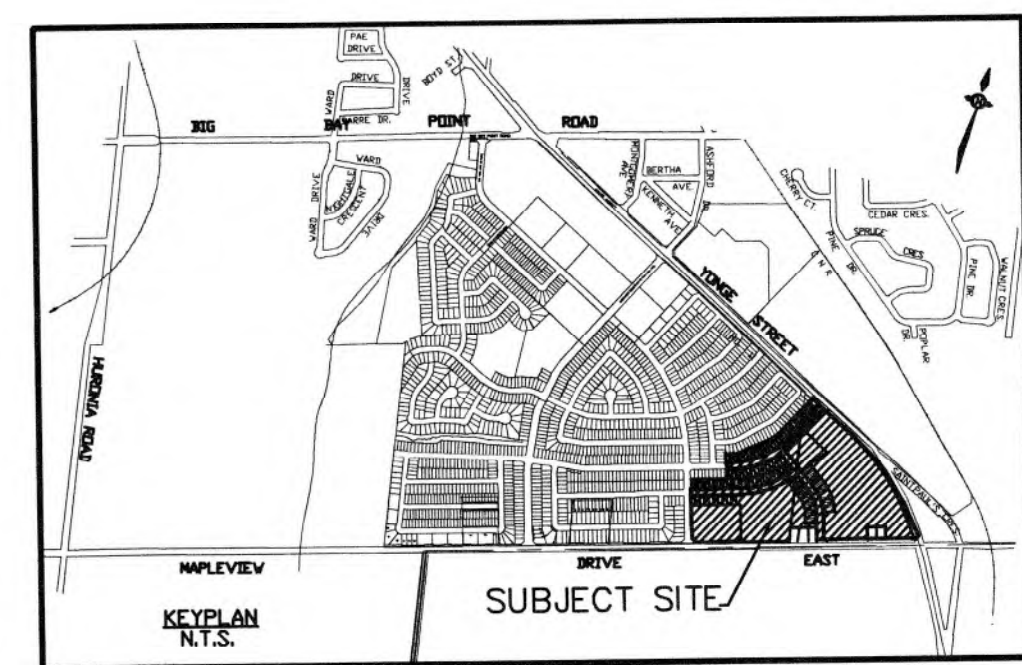 PAE
DRIVE
DRIVE
DRIVE
WARD
BARRE DR.
BOYD ST.
BIG BAY POINT ROAD
WARD
DRIVE
WARD DRIVE
NIGHTINGALE
CRESCENT
MONTGOMERY
AVE
BERTHA
AVE.
KENNETH AVE
DR.
CHERRY CT.
PINE DR.
CEDAR CRES.
SPRUCE
CRES
PINE DR.
WALNUT CRES.
POPLAR
DR.
C N R
YONGE
STREET
HURONIA ROAD
SAINT PAUL'S CRES.
MAPLEVIEW DRIVE EAST
SUBJECT SITE
KEYPLAN
N.T.S.